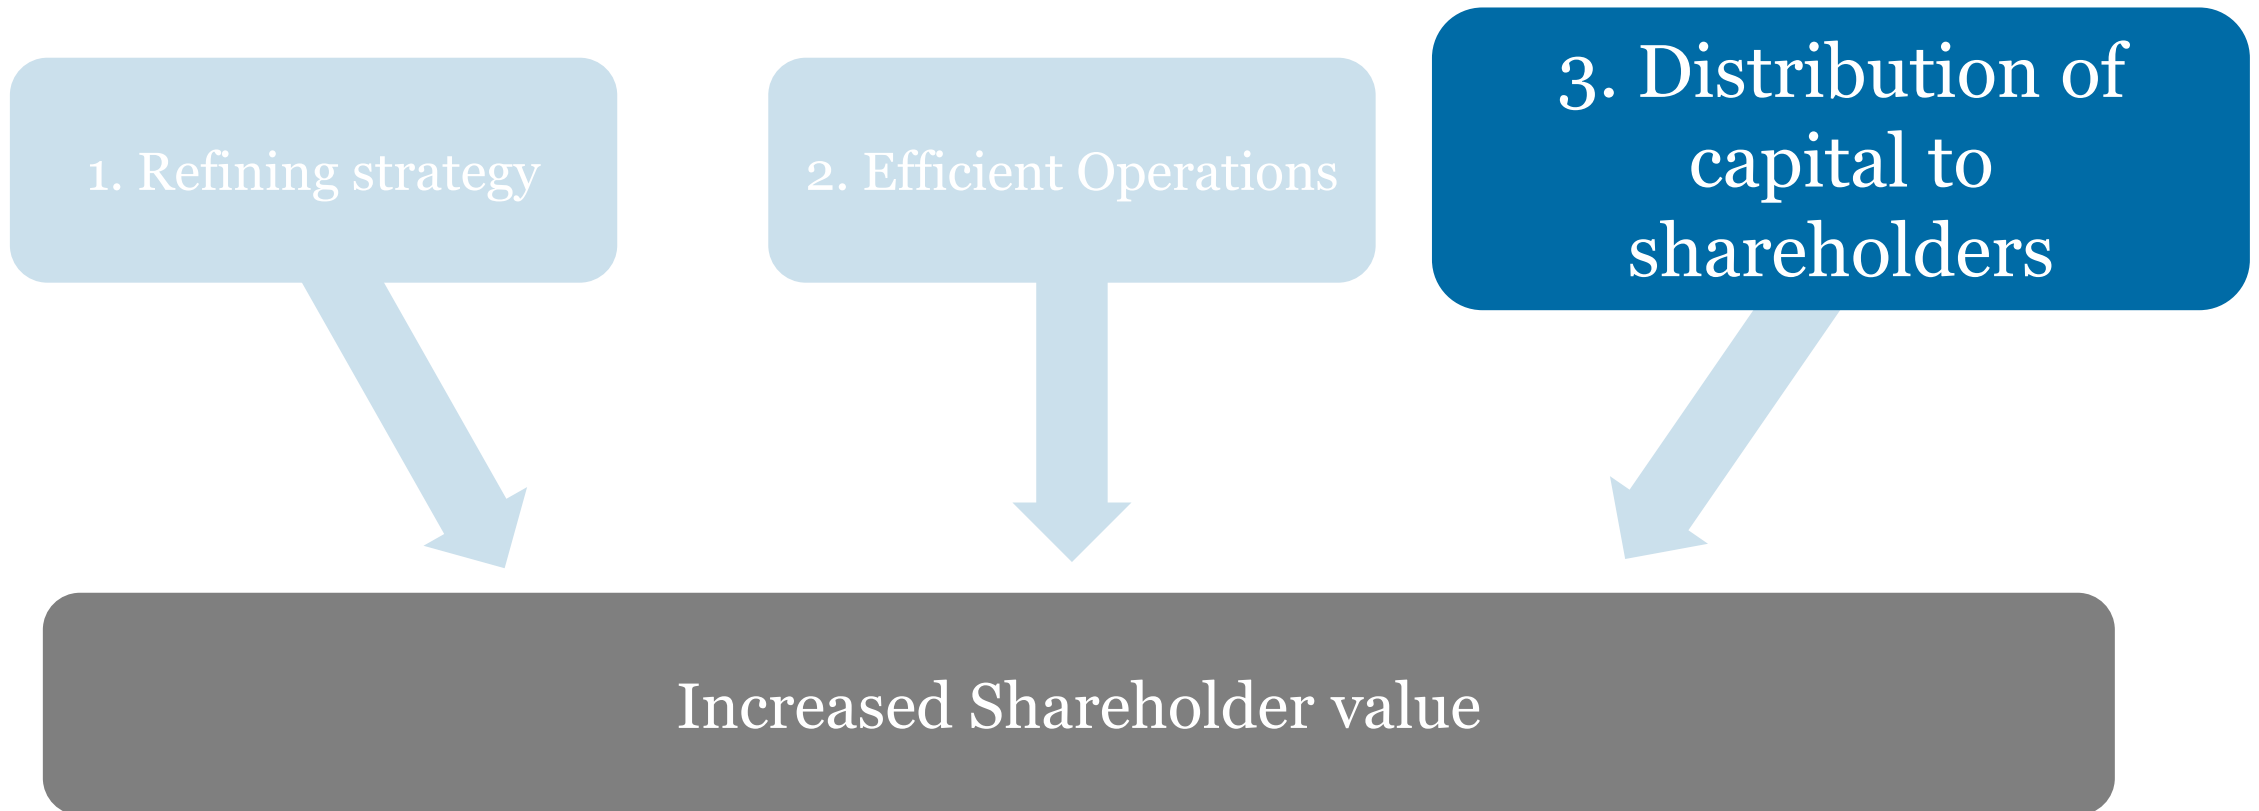 1. Refining strategy
2. Efficient Operations
3. Distribution of
capital to
shareholders
Increased Shareholder value